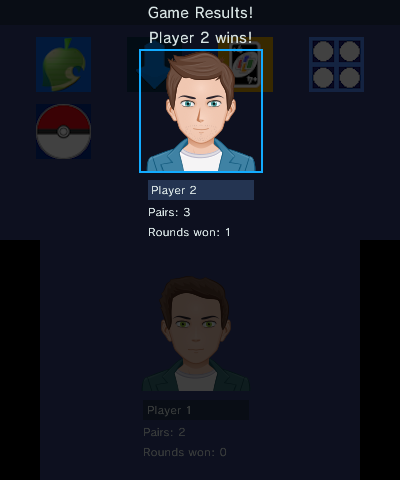 Game Results!
Player 2 wins!
Player 2
Pairs: 3
Rounds won: 1
Player 1
Pairs: 2
Rounds won: 0